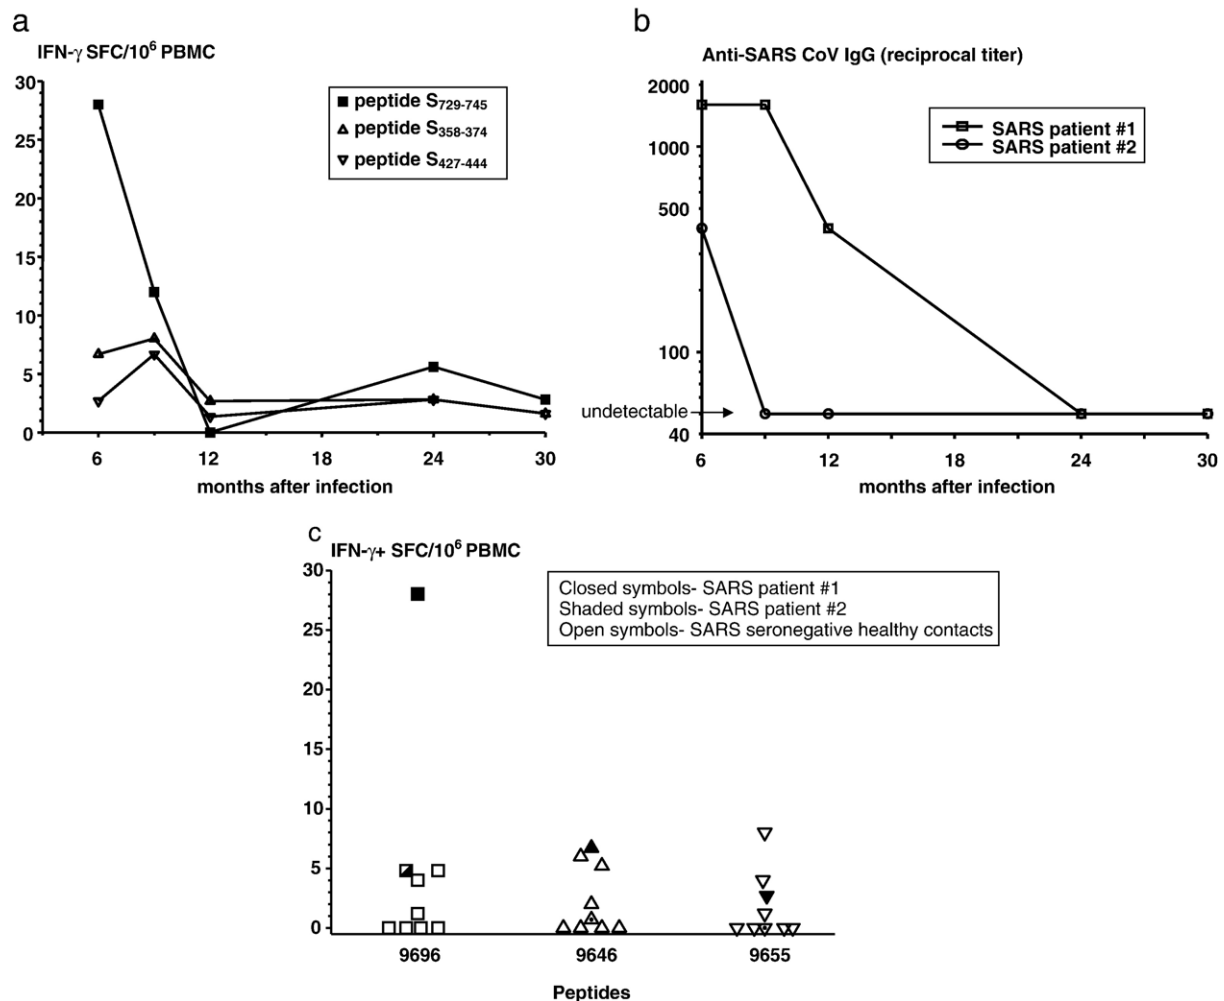 a
IFN-γ SFC/10⁶ PBMC
30
25
20
15
10
5
0
6
12
18
24
30
months after infection
peptide S₇₂₉₋₇₄₅
peptide S₃₅₈₋₃₇₄
peptide S₄₂₇₋₄₄₄
b
Anti-SARS CoV IgG (reciprocal titer)
2000
1000
500
100
undetectable
40
6
12
18
24
30
months after infection
SARS patient #1
SARS patient #2
c
IFN-γ+ SFC/10⁶ PBMC
30
25
20
15
10
5
0
9696
9646
9655
Peptides
Closed symbols- SARS patient #1
Shaded symbols- SARS patient #2
Open symbols- SARS seronegative healthy contacts